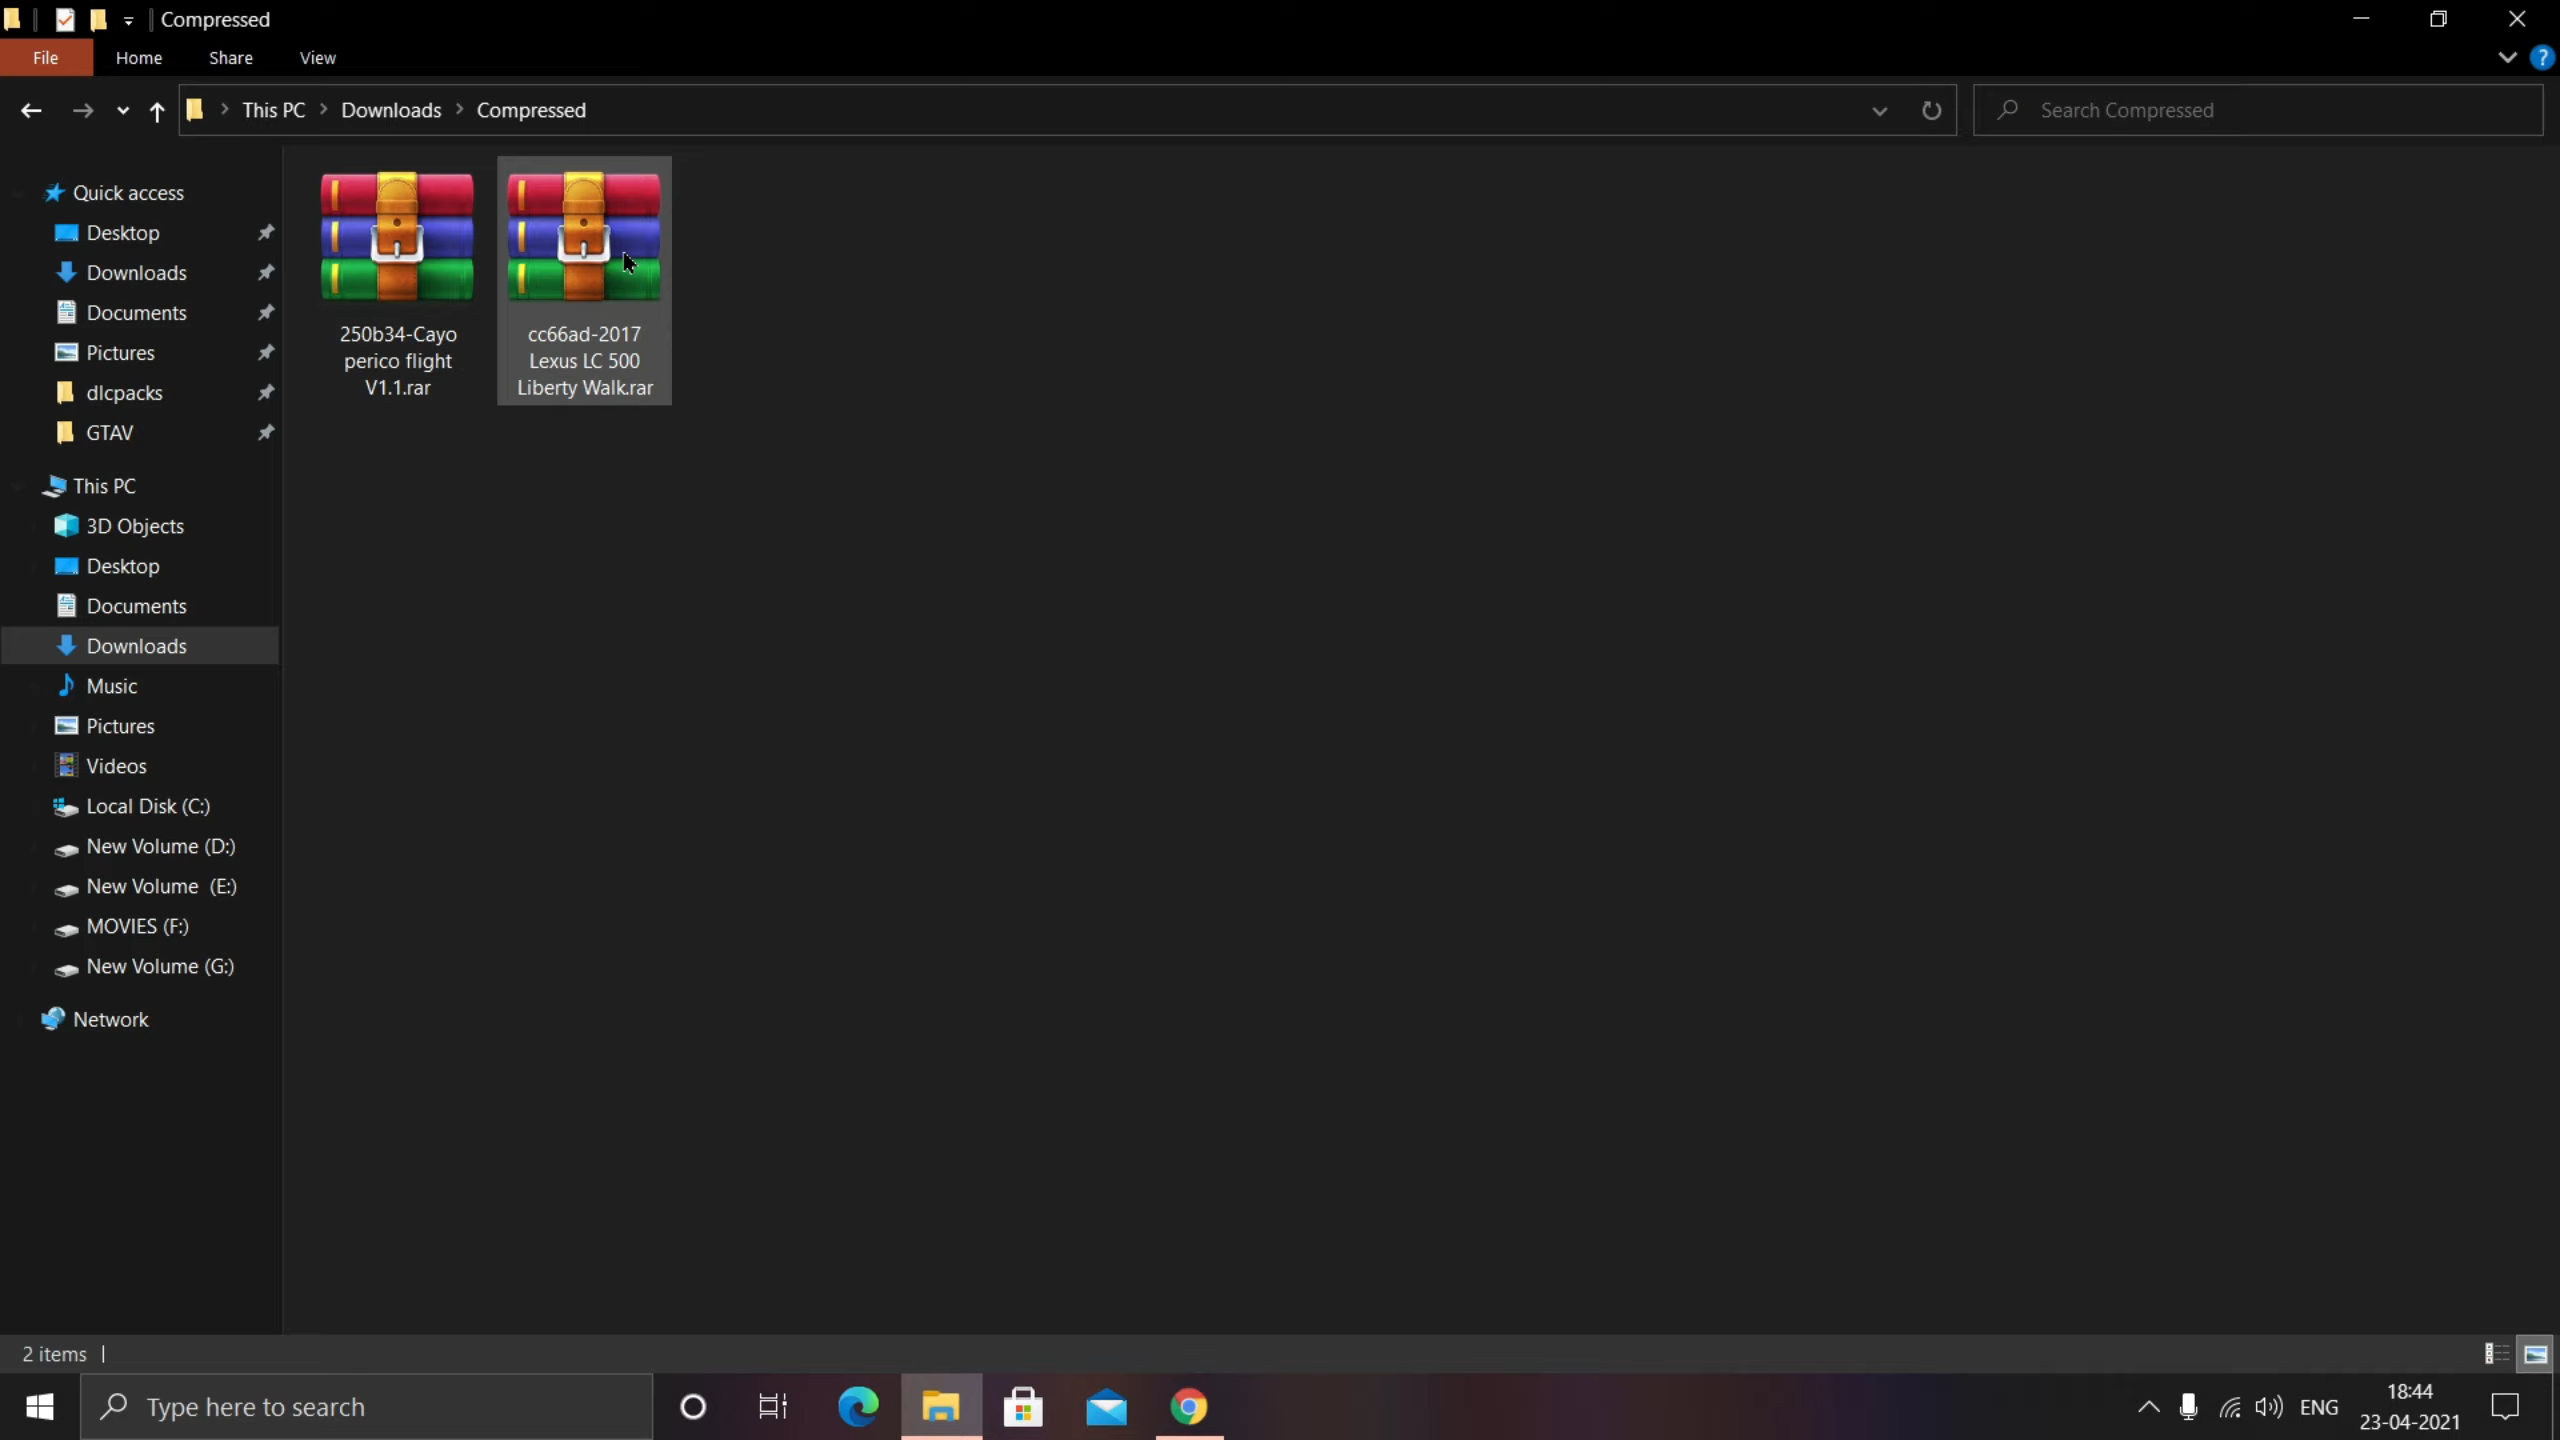 Compressed
File
Home
Share
View
This PC
Downloads
Compressed
Search Compressed
Quick access
Desktop
Downloads
Documents
Pictures
dlcpacks
GTAV
This PC
3D Objects
Desktop
Documents
Downloads
Music
Pictures
Videos
Local Disk (C:)
New Volume (D:)
New Volume (E:)
MOVIES (F:)
New Volume (G:)
Network
250b34-Cayo
perico flight
V1.1.rar
cc66ad-2017
Lexus LC 500
Liberty Walk.rar
2 items
Type here to search
ENG
18:44
23-04-2021